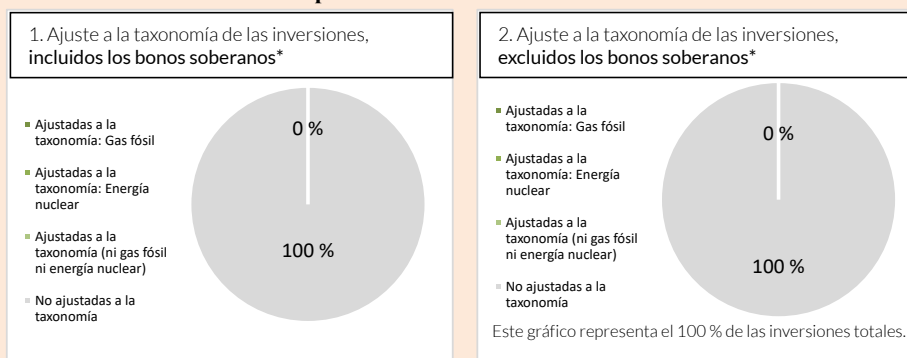 1. Ajuste a la taxonomía de las inversiones,
incluidos los bonos soberanos*
Ajustadas a la
taxonomía: Gas fósil
Ajustadas a la
taxonomía: Energía
nuclear
Ajustadas a la
taxonomía (ni gas fósil
ni energía nuclear)
No ajustadas a la
taxonomía
0 %
100 %
2. Ajuste a la taxonomía de las inversiones,
excluidos los bonos soberanos*
Ajustadas a la
taxonomía: Gas fósil
Ajustadas a la
taxonomía: Energía
nuclear
Ajustadas a la
taxonomía (ni gas fósil
ni energía nuclear)
No ajustadas a la
taxonomía
0 %
100 %
Este gráfico representa el 100 % de las inversiones totales.